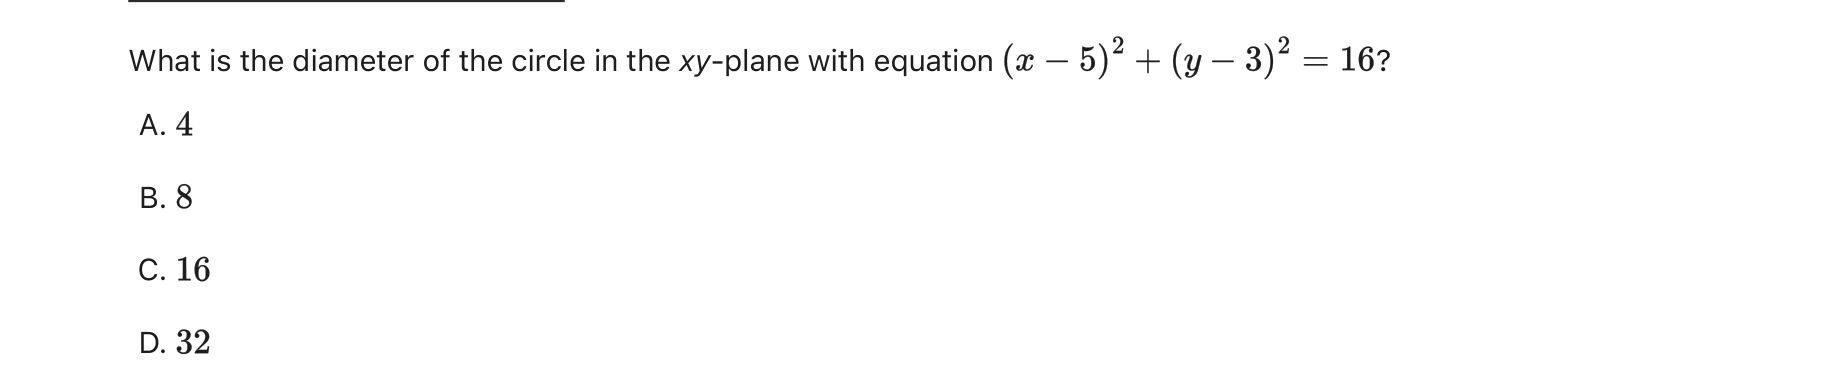 What is the diameter of the circle in the xy-plane with equation (x − 5)² + (y − 3)² = 16?
A. 4
B. 8
C. 16
D. 32